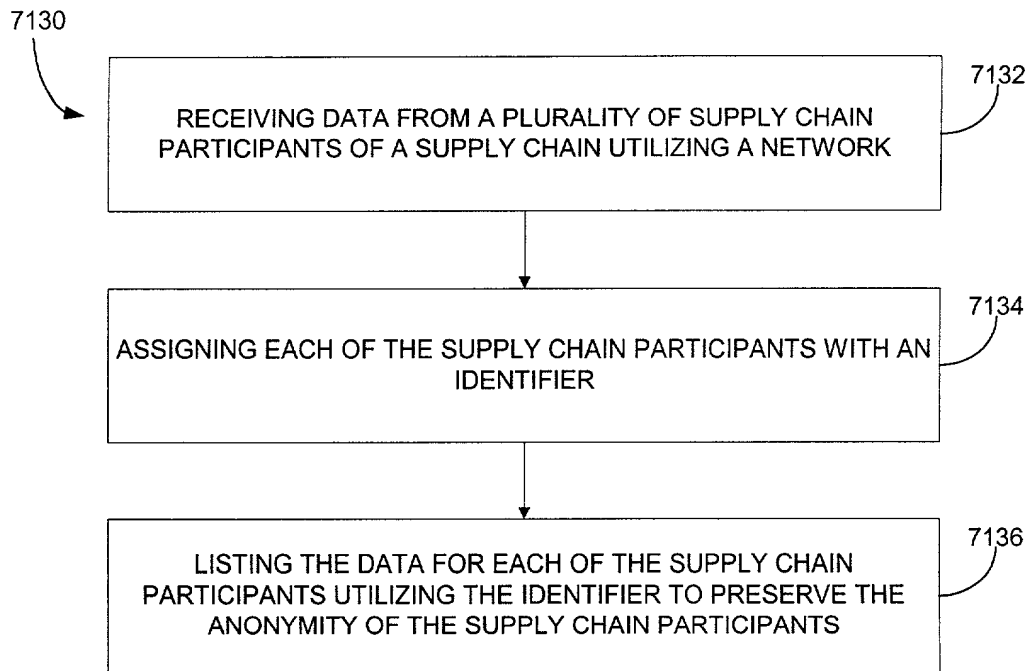 7130
7132
RECEIVING DATA FROM A PLURALITY OF SUPPLY CHAIN
PARTICIPANTS OF A SUPPLY CHAIN UTILIZING A NETWORK
7134
ASSIGNING EACH OF THE SUPPLY CHAIN PARTICIPANTS WITH AN
IDENTIFIER
7136
LISTING THE DATA FOR EACH OF THE SUPPLY CHAIN
PARTICIPANTS UTILIZING THE IDENTIFIER TO PRESERVE THE
ANONYMITY OF THE SUPPLY CHAIN PARTICIPANTS